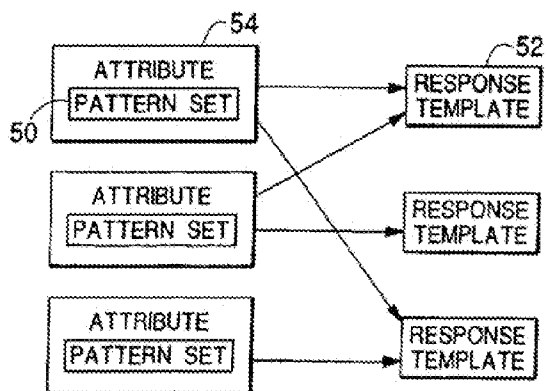 54
ATTRIBUTE
PATTERN SET
50
52
RESPONSE
TEMPLATE
ATTRIBUTE
PATTERN SET
RESPONSE
TEMPLATE
ATTRIBUTE
PATTERN SET
RESPONSE
TEMPLATE